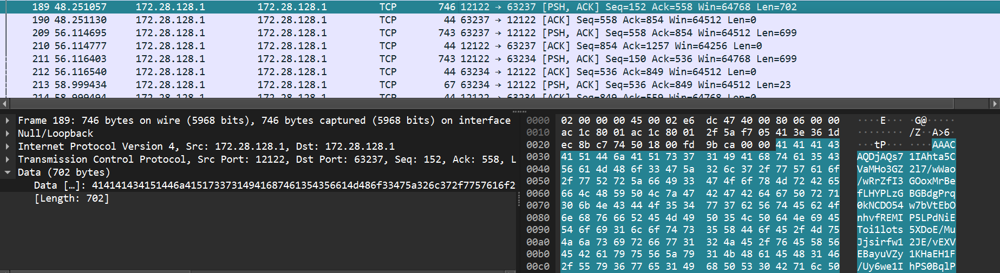 189 48.251057 172.28.128.1 172.28.128.1 TCP 746 12122 → 63237 [PSH, ACK] Seq=152 Ack=558 Win=64768 Len=702
190 48.251130 172.28.128.1 172.28.128.1 TCP 44 63237 → 12122 [ACK] Seq=558 Ack=854 Win=64512 Len=0
209 56.114695 172.28.128.1 172.28.128.1 TCP 743 63237 → 12122 [PSH, ACK] Seq=558 Ack=854 Win=64512 Len=699
210 56.114777 172.28.128.1 172.28.128.1 TCP 44 12122 → 63237 [ACK] Seq=854 Ack=1257 Win=64256 Len=0
211 56.116403 172.28.128.1 172.28.128.1 TCP 743 12122 → 63234 [PSH, ACK] Seq=150 Ack=536 Win=64768 Len=699
212 56.116540 172.28.128.1 172.28.128.1 TCP 44 63234 → 12122 [ACK] Seq=536 Ack=849 Win=64512 Len=0
213 58.999434 172.28.128.1 172.28.128.1 TCP 67 63234 → 12122 [PSH, ACK] Seq=536 Ack=849 Win=64512 Len=23
214 58.999494 172.28.128.1 172.28.128.1 TCP 44 12122 → 63234 [ACK] Seq=849 Ack=559 Win=64768 Len=0
Frame 189: 746 bytes on wire (5968 bits), 746 bytes captured (5968 bits) on interface
Null/Loopback
Internet Protocol Version 4, Src: 172.28.128.1, Dst: 172.28.128.1
Transmission Control Protocol, Src Port: 12122, Dst Port: 63237, Seq: 152, Ack: 558, L
Data (702 bytes)
Data […]: 414141434151446a41517337314941687461354356614d486f33475a326c372f7757616f2
[Length: 702]
0000 02 00 00 00 45 00 02 e6 dc 47 40 00 80 06 00 00 ····E··· ·G@·····
0010 ac 1c 80 01 ac 1c 80 01 2f 5a f7 05 41 3e 36 1d ········ /Z··A>6·
0020 ec 8b c7 74 50 18 00 fd 9b ca 00 00 41 41 41 43 ···tP··· ····AAAC
0030 41 51 44 6a 41 51 73 37 31 49 41 68 74 61 35 43 AQDjAQs7 1IAhta5C
0040 56 61 4d 48 6f 33 47 5a 32 6c 37 2f 77 57 61 6f VaMHo3GZ 2l7/wWao
0050 2f 77 52 72 5a 66 49 33 47 4f 6f 78 4d 72 42 65 /wRrZfI3 GOoxMrBe
0060 66 4c 48 59 50 4c 7a 47 42 47 42 64 67 50 72 71 fLHYPLzG BGBdgPrq
0070 30 6b 4e 43 44 4f 35 34 77 37 62 56 74 45 62 4f 0kNCDO54 w7bVtEbO
0080 6e 68 76 66 52 45 4d 49 50 35 4c 50 64 4e 69 45 nhvfREMI P5LPdNiE
0090 54 6f 69 31 6c 6f 74 73 35 58 44 6f 45 2f 4d 75 Toi1lots 5XDoE/Mu
00a0 4a 6a 73 69 72 66 77 31 32 4a 45 2f 76 45 58 56 Jjsirfw1 2JE/vEXV
00b0 45 42 61 79 75 56 5a 79 31 4b 48 61 45 48 31 46 EBayuVZy 1KHaEH1F
00c0 2f 55 79 36 77 65 31 49 68 50 53 30 42 71 6c 50 /Uy6we1I hPS0BqlP